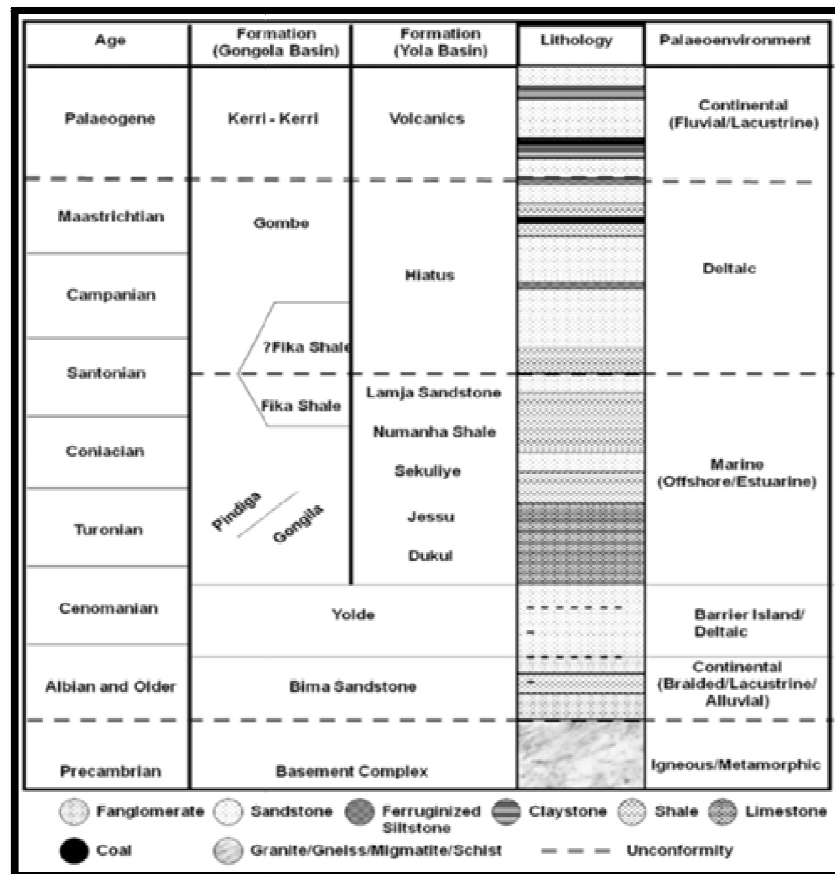 Age
Formation
(Gongola Basin)
Formation
(Yola Basin)
Lithology
Palaeoenvironment
Palaeogene
Kerri - Kerri
Volcanics
Continental
(Fluvial/Lacustrine)
Maastrichtian
Gombe
Hiatus
Deltaic
Campanian
?Fika Shale
Santonian
Fika Shale
Lamja Sandstone
Numanha Shale
Coniacian
Sekuliye
Marine
(Offshore/Estuarine)
Pindiga
Gongila
Turonian
Jessu
Dukul
Cenomanian
Yolde
Barrier Island/
Deltaic
Albian and Older
Bima Sandstone
Continental
(Braided/Lacustrine/
Alluvial)
Precambrian
Basement Complex
Igneous/Metamorphic
Fanglomerate
Sandstone
Ferruginized
Siltstone
Claystone
Shale
Limestone
Coal
Granite/Gneiss/Migmatite/Schist
Unconformity